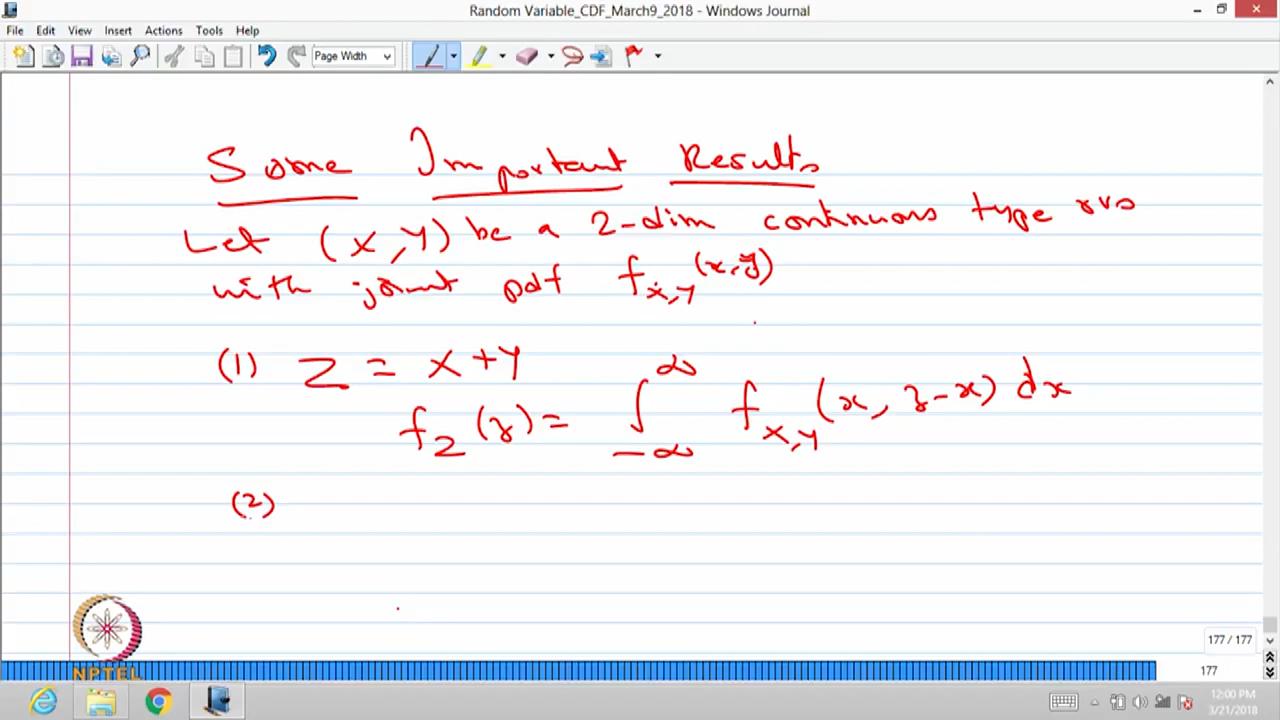 Random Variable_CDF_March9_2018 - Windows Journal
File Edit View Insert Actions Tools Help
Page Width
Some Important Results
Let (X,Y) be a 2-dim continuous type rvs
with joint pdf f_{X,Y}(x,y)
(1) Z = X+Y
f_Z(z) = ∫_{-∞}^{∞} f_{X,Y}(x, z-x) dx
(2)
177 / 177
NPTEL
177
12:00 PM
3/21/2018